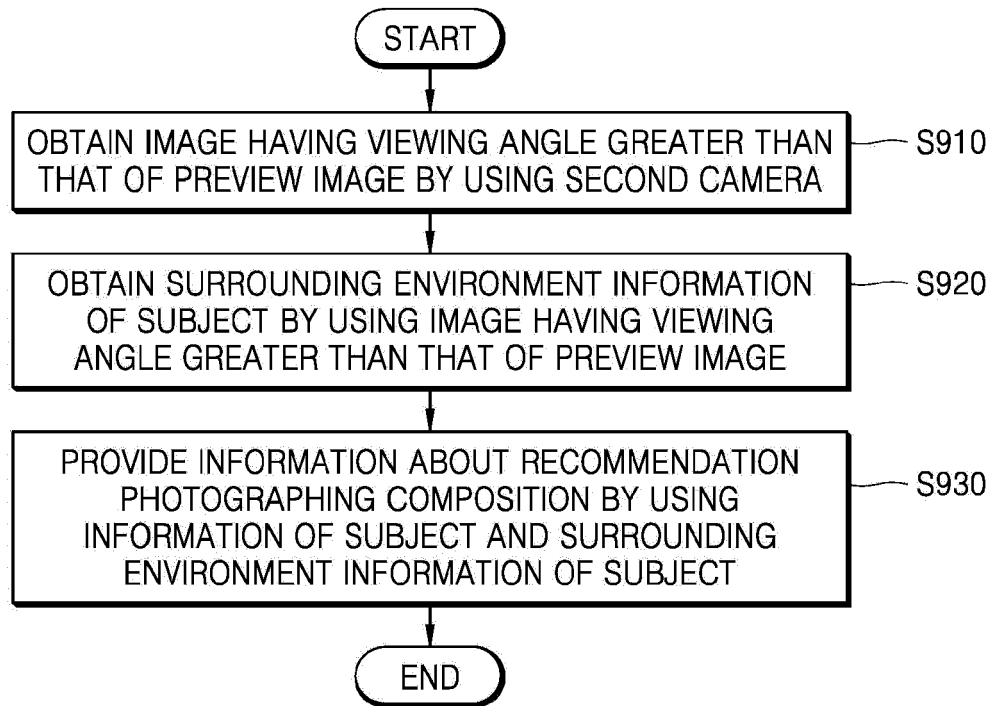 START
OBTAIN IMAGE HAVING VIEWING ANGLE GREATER THAN
THAT OF PREVIEW IMAGE BY USING SECOND CAMERA
S910
OBTAIN SURROUNDING ENVIRONMENT INFORMATION
OF SUBJECT BY USING IMAGE HAVING VIEWING
ANGLE GREATER THAN THAT OF PREVIEW IMAGE
S920
PROVIDE INFORMATION ABOUT RECOMMENDATION
PHOTOGRAPHING COMPOSITION BY USING
INFORMATION OF SUBJECT AND SURROUNDING
ENVIRONMENT INFORMATION OF SUBJECT
S930
END